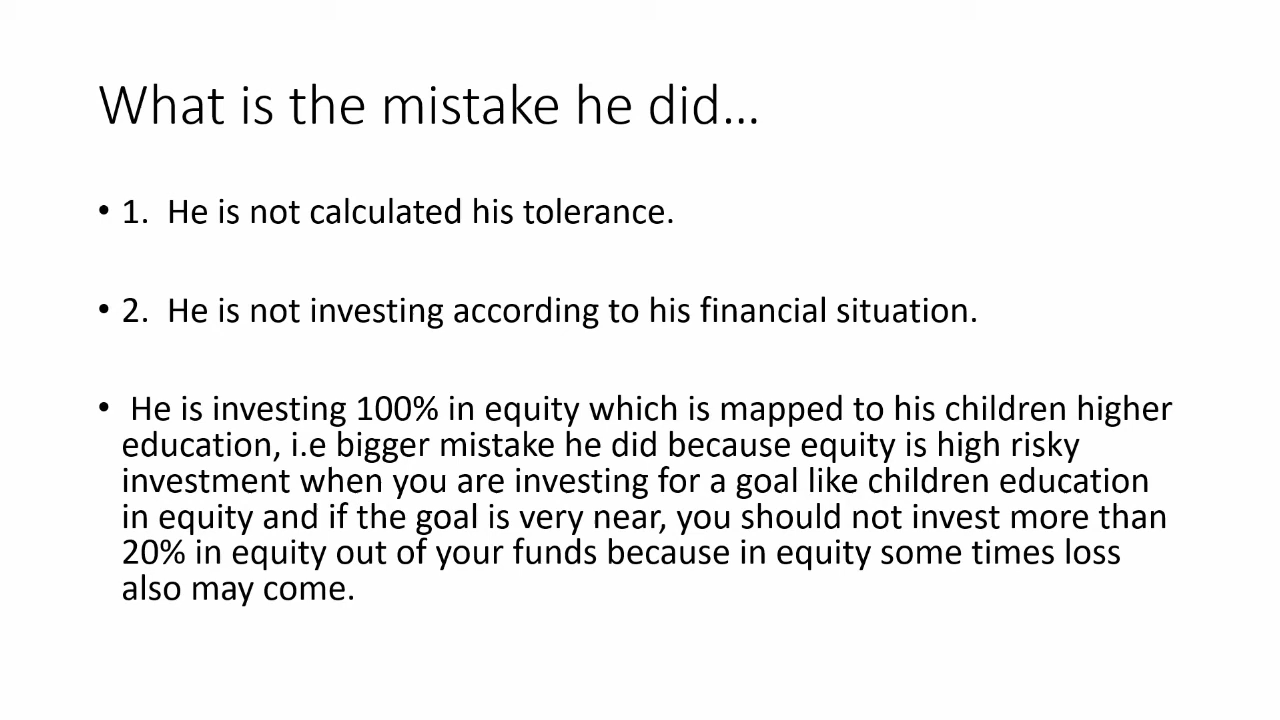 What is the mistake he did...
• 1. He is not calculated his tolerance.
• 2. He is not investing according to his financial situation.
• He is investing 100% in equity which is mapped to his children higher
education, i.e bigger mistake he did because equity is high risky
investment when you are investing for a goal like children education
in equity and if the goal is very near, you should not invest more than
20% in equity out of your funds because in equity some times loss
also may come.